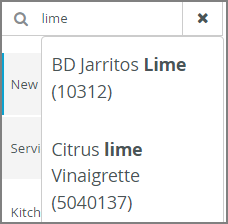 lime
BD Jarritos Lime
(10312)
New
Citrus lime
Servi
Vinaigrette
(5040137)
Kitch